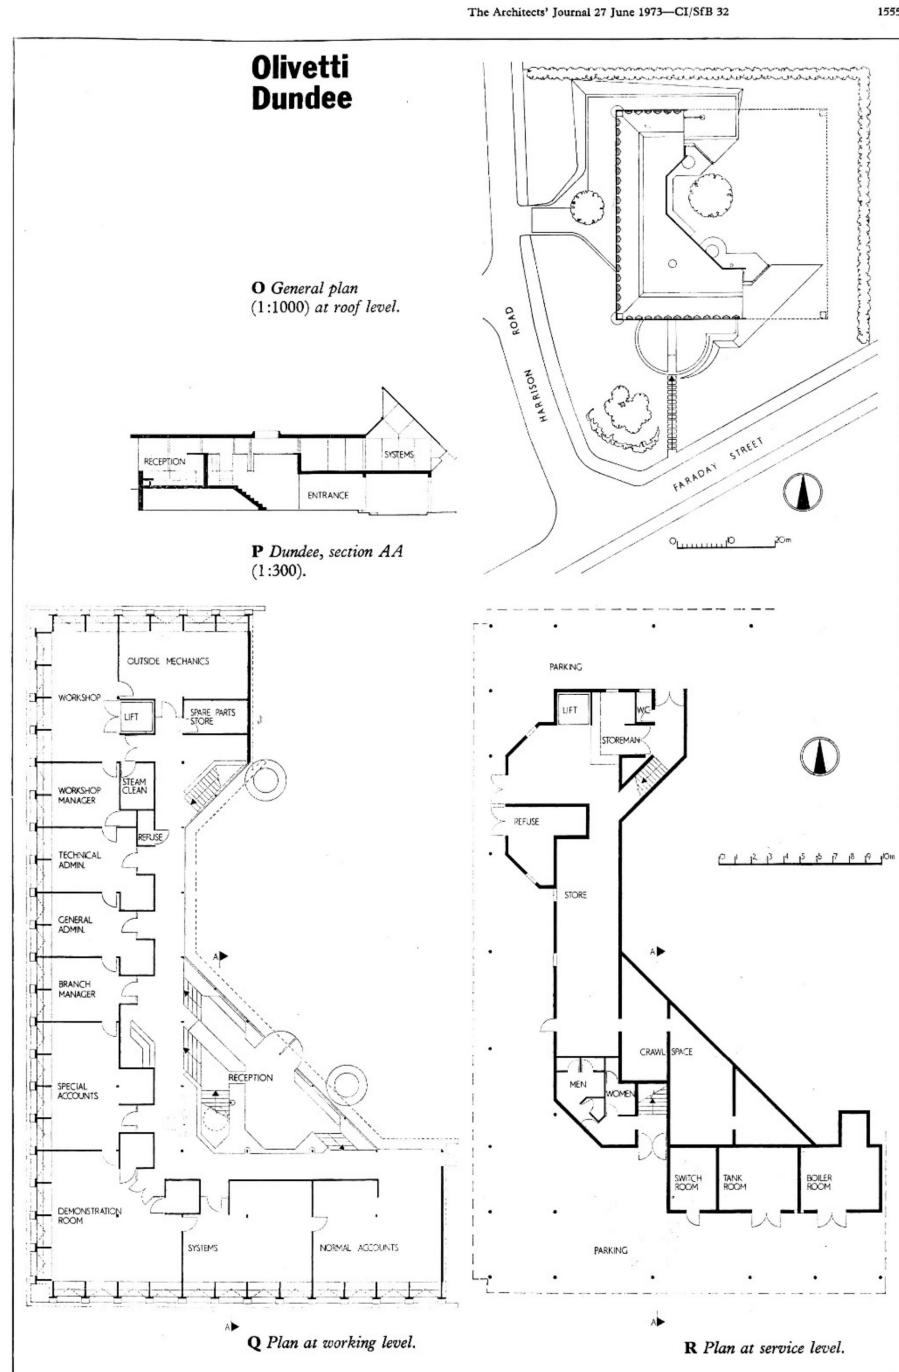 The Architects' Journal 27 June 1973—CI/SfB 32
1555
Olivetti
Dundee
O General plan
(1:1000) at roof level.
HARRISON ROAD
FARADAY STREET
O 10 20m
RECEPTION
SYSTEMS
ENTRANCE
P Dundee, section AA
(1:300).
OUTSIDE MECHANICS
WORKSHOP
LIFT
SPARE PARTS
STORE
WORKSHOP
MANAGER
STEAM
CLEAN
REFUSE
TECHNICAL
ADMIN.
GENERAL
ADMIN.
A
BRANCH
MANAGER
SPECIAL
ACCOUNTS
RECEPTION
DEMONSTRATION
ROOM
SYSTEMS
NORMAL ACCOUNTS
A
Q Plan at working level.
PARKING
LIFT
WC
STOREMAN
REFUSE
O 1 2 3 4 5 6 7 8 9 10m
STORE
A
CRAWL SPACE
MEN
WOMEN
SWITCH
ROOM
TANK
ROOM
BOILER
ROOM
PARKING
A
R Plan at service level.